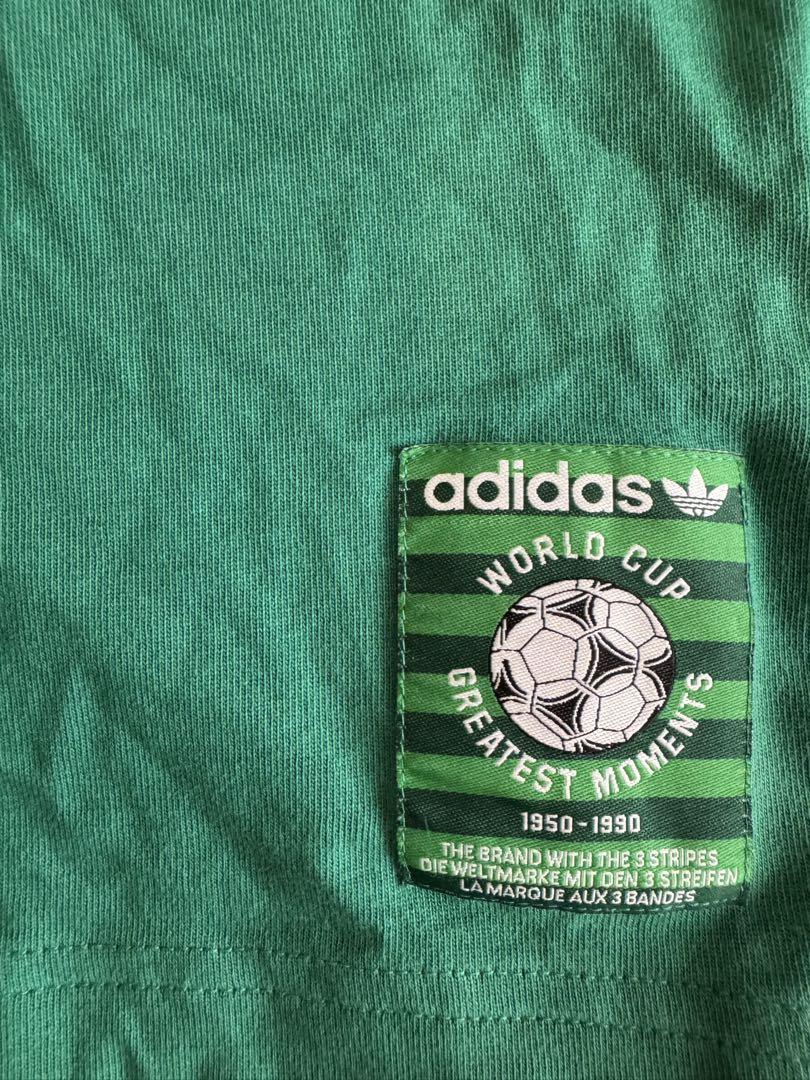 adidas
WORLD CUP
GREATEST MOMENTS
1950-1990
THE BRAND WITH THE 3 STRIPES
DIE WELTMARKE MIT DEN 3 STREIFEN
LA MARQUE AUX 3 BANDES